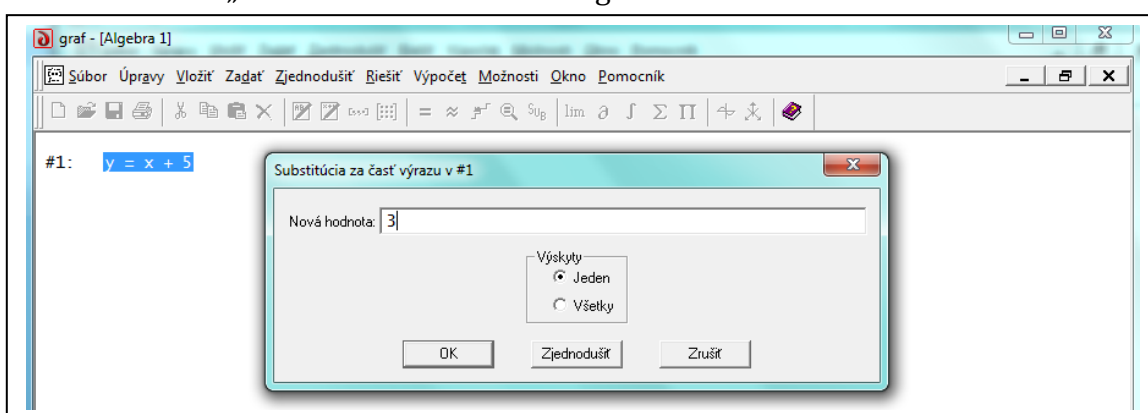 graf - [Algebra 1]
Súbor Úpravy Vložiť Zadať Zjednodušiť Riešiť Výpočet Možnosti Okno Pomocník
= ≈ SUB lim ∂ ∫ Σ Π
#1: y = x + 5
Substitúcia za časť výrazu v #1
Nová hodnota: 3
Výskyty
Jeden
Všetky
OK Zjednodušiť Zrušiť